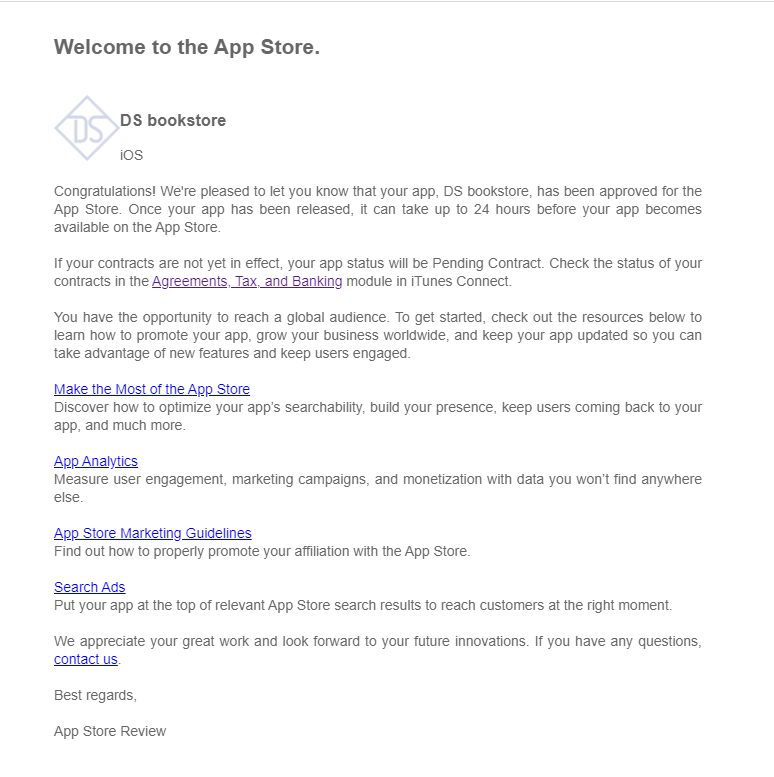 Welcome to the App Store.
DS
DS bookstore
iOS
Congratulations! We're pleased to let you know that your app, DS bookstore, has been approved for the
App Store. Once your app has been released, it can take up to 24 hours before your app becomes
available on the App Store.
If your contracts are not yet in effect, your app status will be Pending Contract. Check the status of your
contracts in the Agreements, Tax, and Banking module in iTunes Connect.
You have the opportunity to reach a global audience. To get started, check out the resources below to
learn how to promote your app, grow your business worldwide, and keep your app updated so you can
take advantage of new features and keep users engaged.
Make the Most of the App Store
Discover how to optimize your app’s searchability, build your presence, keep users coming back to your
app, and much more.
App Analytics
Measure user engagement, marketing campaigns, and monetization with data you won’t find anywhere
else.
App Store Marketing Guidelines
Find out how to properly promote your affiliation with the App Store.
Search Ads
Put your app at the top of relevant App Store search results to reach customers at the right moment.
We appreciate your great work and look forward to your future innovations. If you have any questions,
contact us.
Best regards,
App Store Review